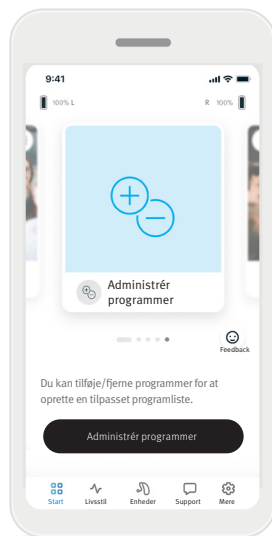 9:41
100% L
R 100%
Administrér
programmer
Feedback
Du kan tilføje/fjerne programmer for at
oprette en tilpasset programliste.
Administrér programmer
Start Livsstil Enheder Support Mere